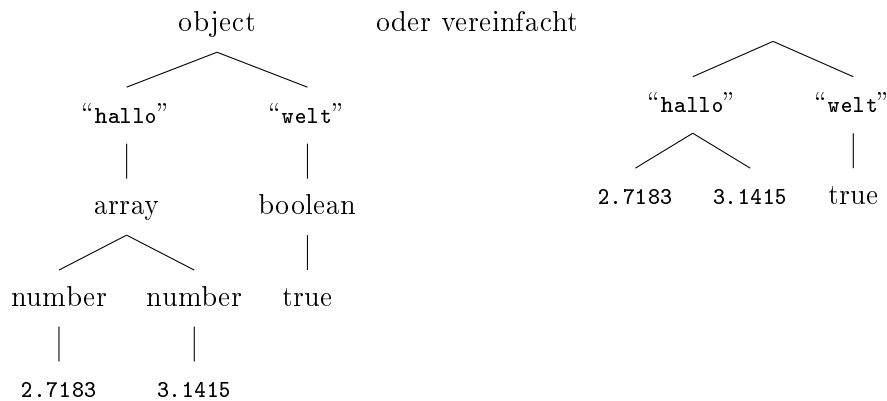 object oder vereinfacht
“hallo” “welt” “hallo” “welt”
array boolean 2.7183 3.1415 true
number number true
2.7183 3.1415